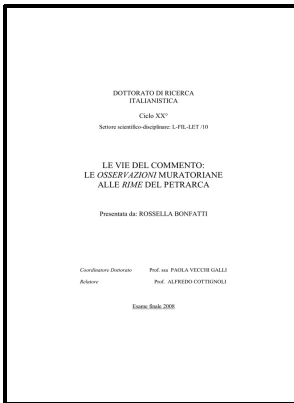 DOTTORATO DI RICERCA
ITALIANISTICA
Ciclo XX°
Settore scientifico-disciplinare: L-FIL-LET /10
LE VIE DEL COMMENTO:
LE OSSERVAZIONI MURATORIANE
ALLE RIME DEL PETRARCA
Presentata da: ROSSELLA BONFATTI
Coordinatore Dottorato Prof. ssa PAOLA VECCHI GALLI
Relatore Prof. ALFREDO COTTIGNOLI
Esame finale 2008